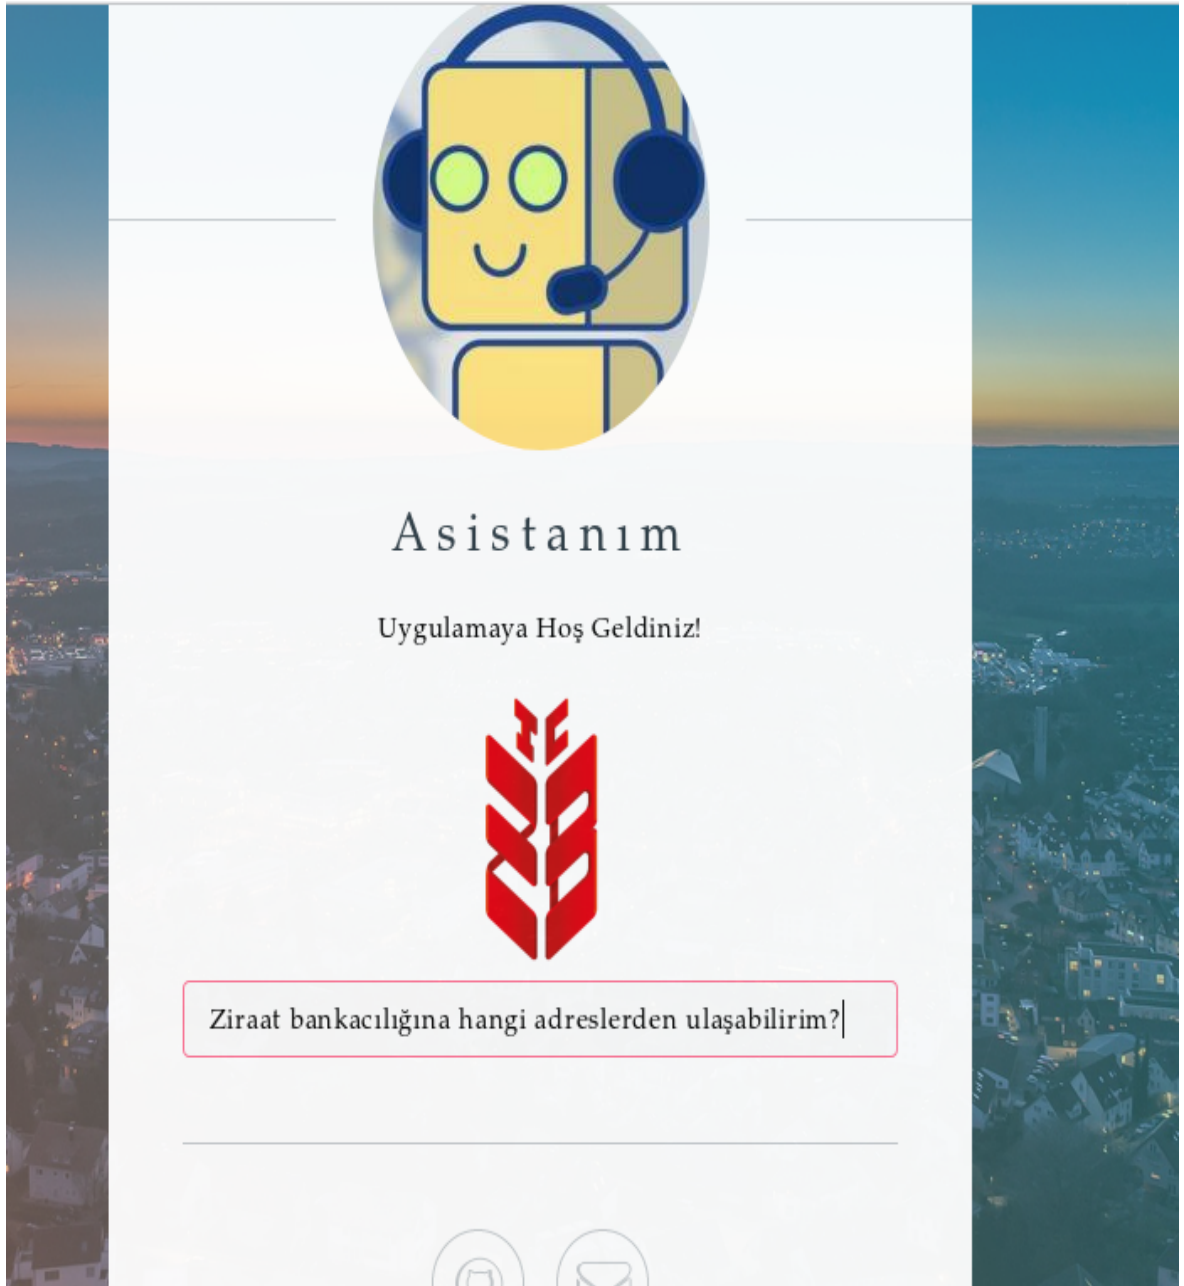 Asistanım
Uygulamaya Hoş Geldiniz!
Ziraat bankacılığına hangi adreslerden ulaşabilirim?